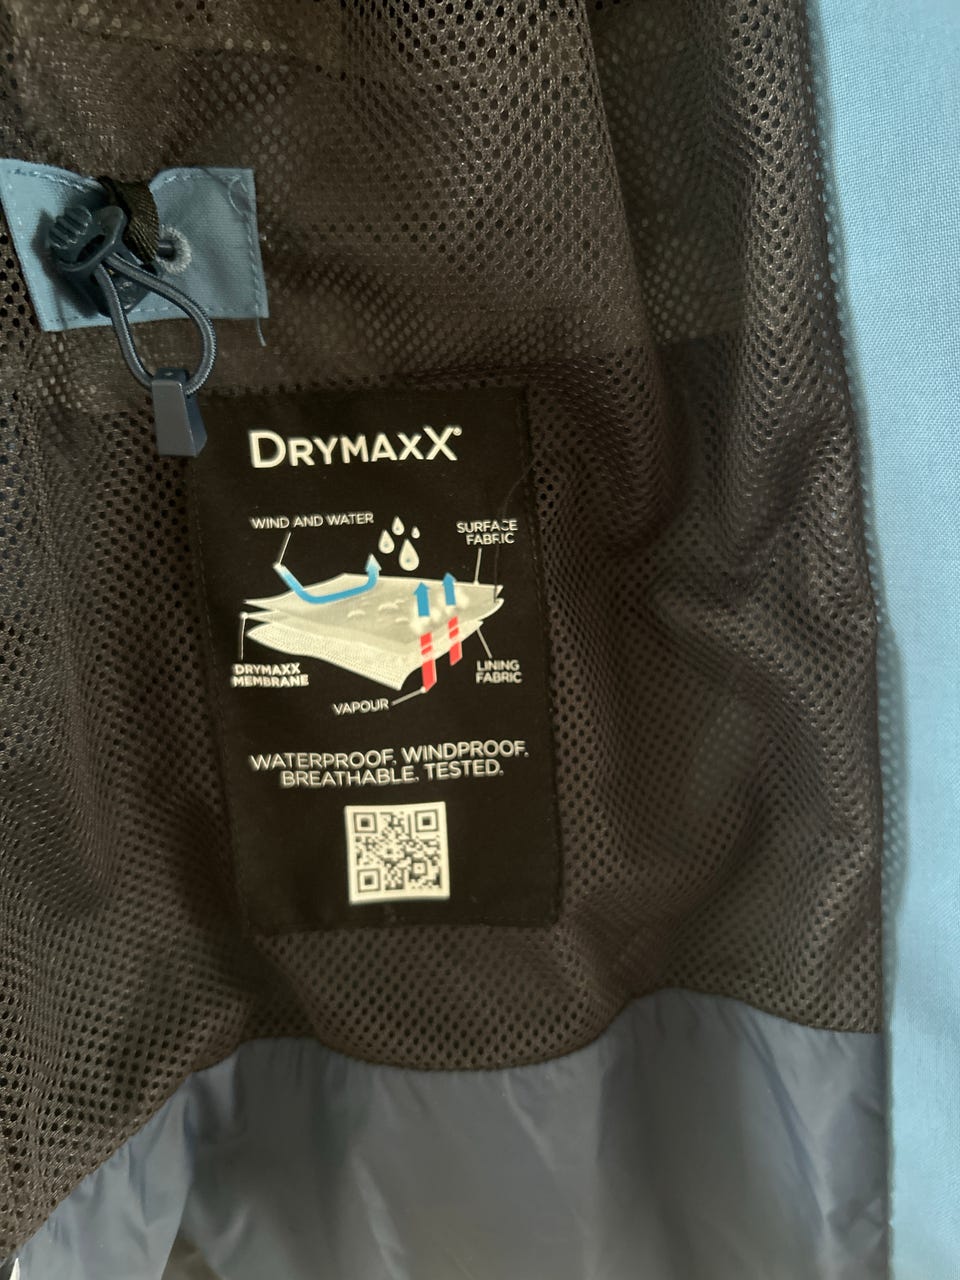 DRYMAXX®
WIND AND WATER
SURFACE
FABRIC
DRYMAXX
MEMBRANE
LINING
FABRIC
VAPOUR
WATERPROOF. WINDPROOF.
BREATHABLE. TESTED.